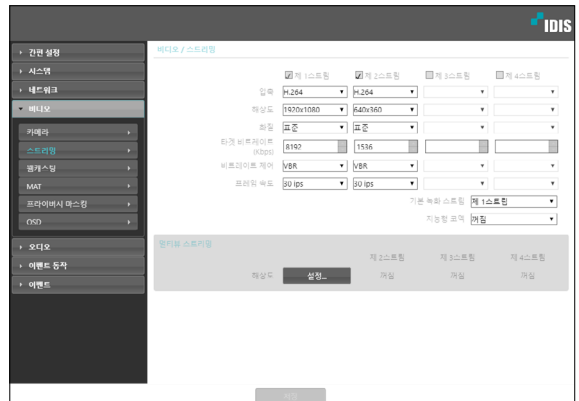 IDIS
간편 설정
시스템
네트워크
비디오
카메라
스트리밍
웹캐스팅
MAT
프라이버시 마스킹
OSD
오디오
이벤트 동작
이벤트
비디오 / 스트리밍
제 1스트림 제 2스트림 제 3스트림 제 4스트림
압축 H.264 H.264
해상도 1920x1080 640x360
화질 표준 표준
타겟 비트레이트 (Kbps) 8192 1536
비트레이트 제어 VBR VBR
프레임 속도 30 ips 30 ips
기본 녹화 스트림 제 1스트림
지능형 코덱 꺼짐
멀티뷰 스트리밍
제 2스트림 제 3스트림 제 4스트림
해상도 설정... 꺼짐 꺼짐 꺼짐
저장